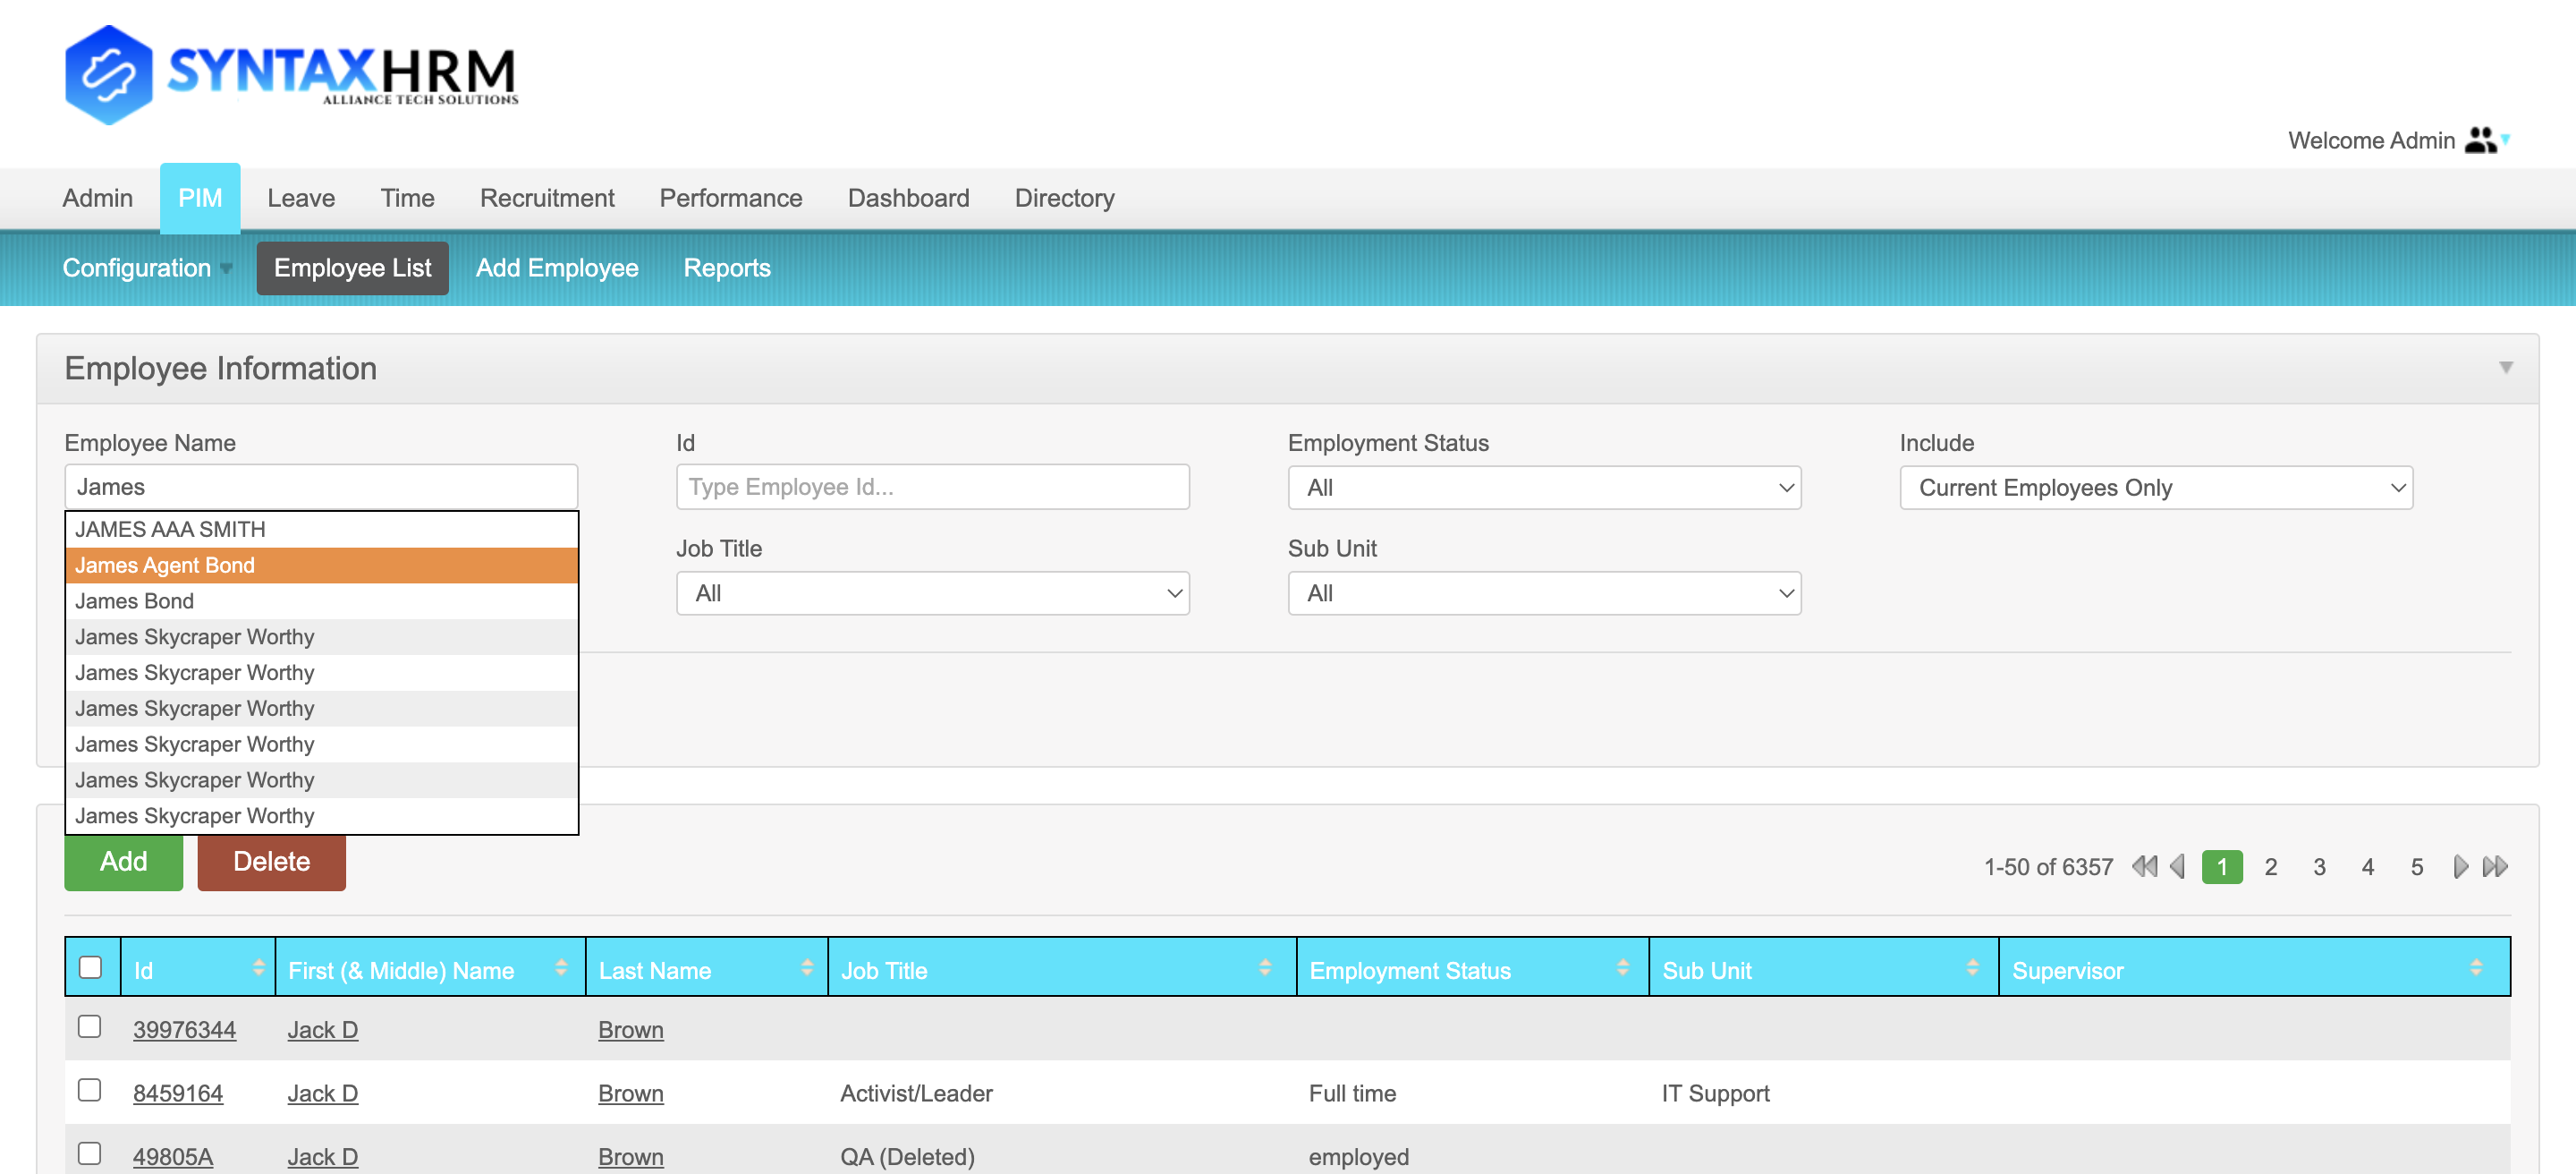 SYNTAXHRM
ALLIANCE TECH SOLUTIONS
Welcome Admin
Admin PIM Leave Time Recruitment Performance Dashboard Directory
Configuration Employee List Add Employee Reports
Employee Information
Employee Name Id Employment Status Include
James Type Employee Id... All Current Employees Only
JAMES AAA SMITH
Job Title Sub Unit
James Agent Bond
All All
James Bond
James Skycraper Worthy
James Skycraper Worthy
James Skycraper Worthy
James Skycraper Worthy
James Skycraper Worthy
James Skycraper Worthy
Add Delete 1-50 of 6357 1 2 3 4 5
Id First (& Middle) Name Last Name Job Title Employment Status Sub Unit Supervisor
39976344 Jack D Brown
8459164 Jack D Brown Activist/Leader Full time IT Support
49805A Jack D Brown QA (Deleted) employed